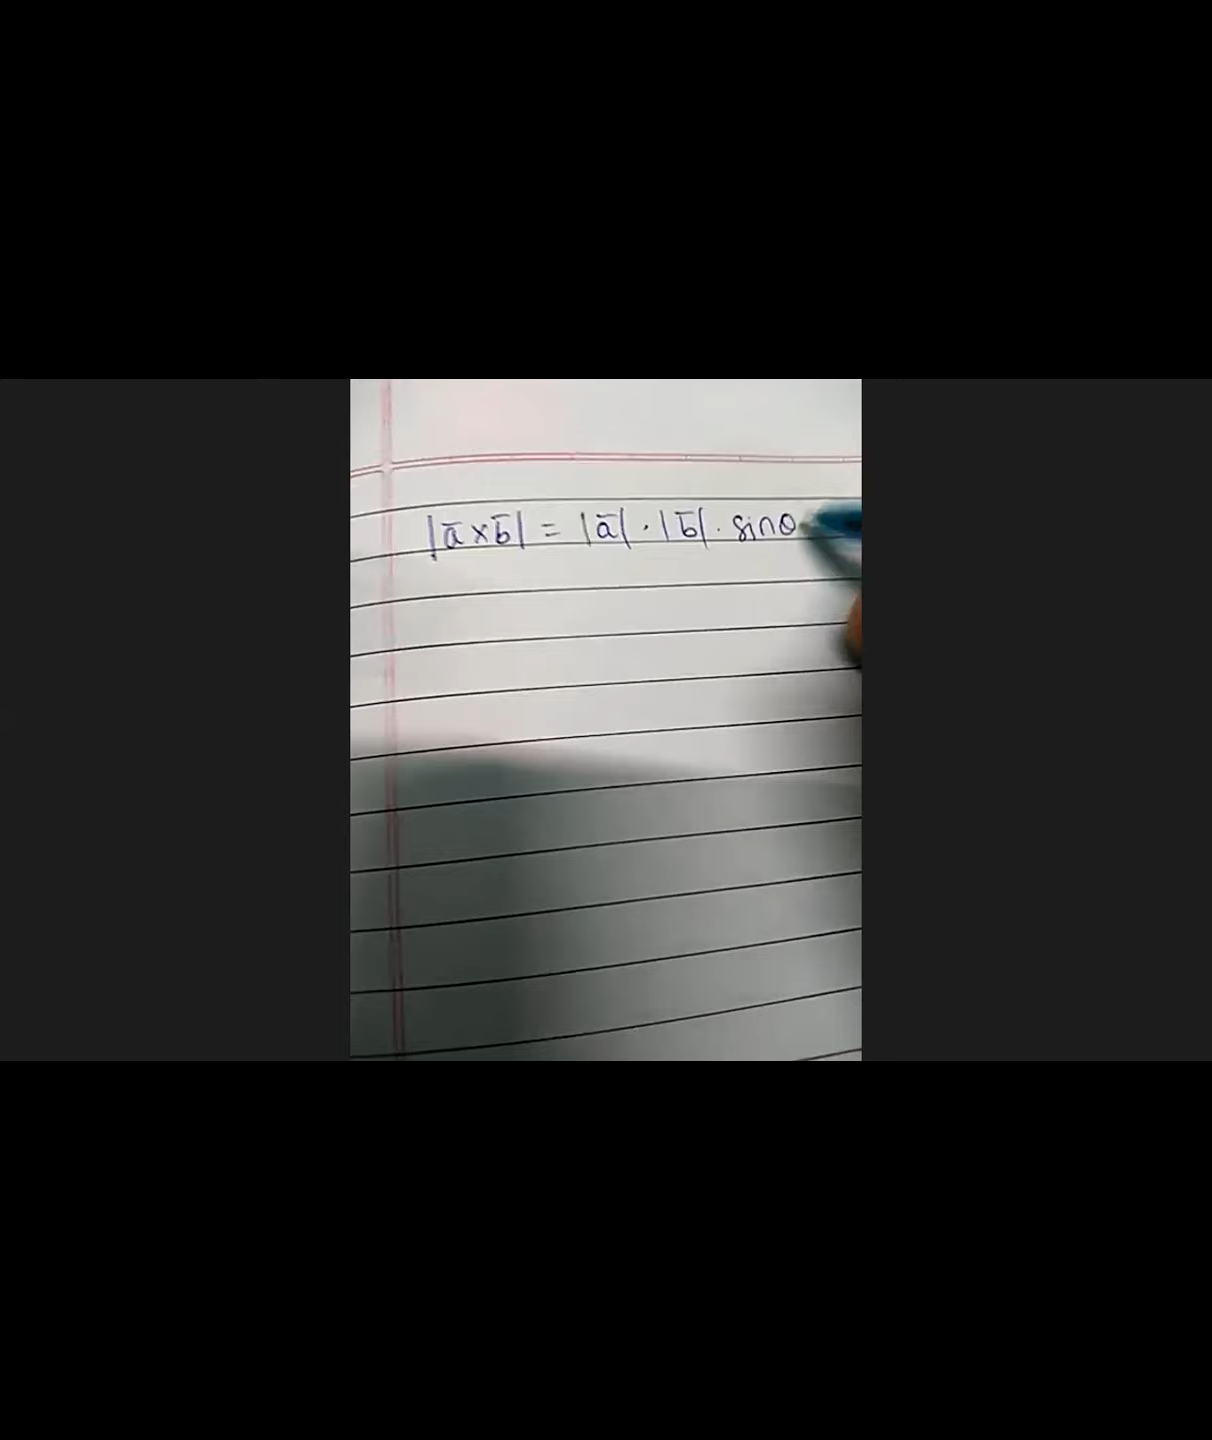 |a̅ × b̅| = |a̅| · |b̅| · sinθ